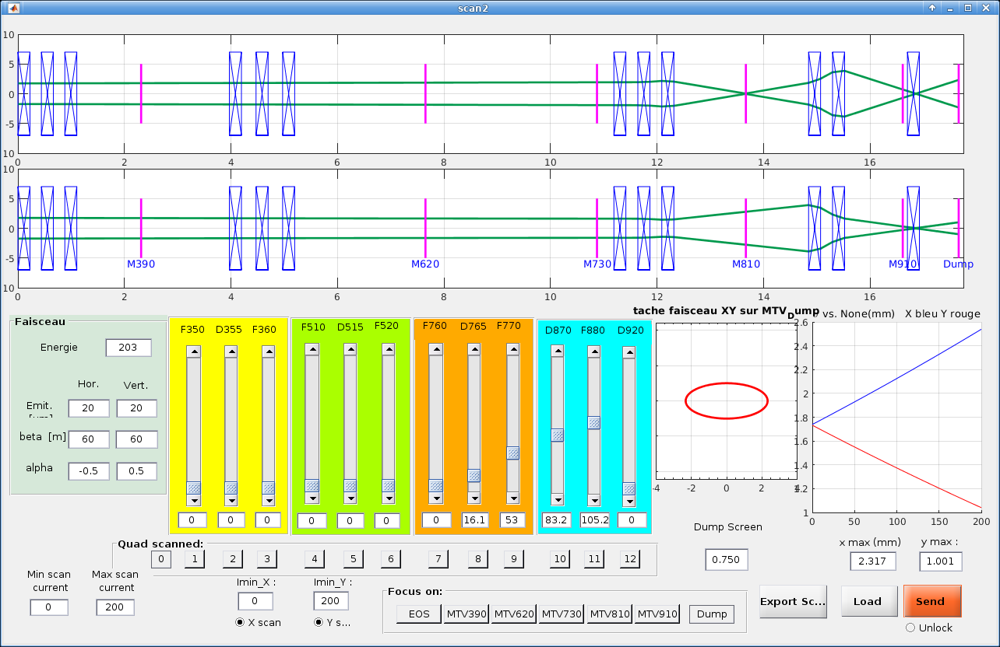 scan2
10
5
0
-5
10
0 2 4 6 8 10 12 14 16
10
5
0
-5
10
M390 M620 M730 M810 M910 Dump
0 2 4 6 8 10 12 14 16
Faisceau
Energie 203
Hor. Vert.
Emit. 20 20
beta [m] 60 60
alpha -0.5 0.5
F350 D355 F360
0 0 0
F510 D515 F520
0 0 0
F760 D765 F770
0 16.1 53
D870 F880 D920
83.2 105.2 0
tache faisceau XY sur MTV_Dump
-4 -2 0 2
vs. None(mm) X bleu Y rouge
2.6
2.4
2.2
2
1.8
1.6
1.4
1.2
1
0 50 100 150 200
Dump Screen
0.750
x max (mm) y max :
2.317 1.001
Quad scanned:
0 1 2 3 4 5 6 7 8 9 10 11 12
Min scan current
0
Max scan current
200
Imin_X :
0
X scan
Imin_Y :
200
Y s...
Focus on:
EOS MTV390 MTV620 MTV730 MTV810 MTV910 Dump
Export Sc... Load Send
Unlock